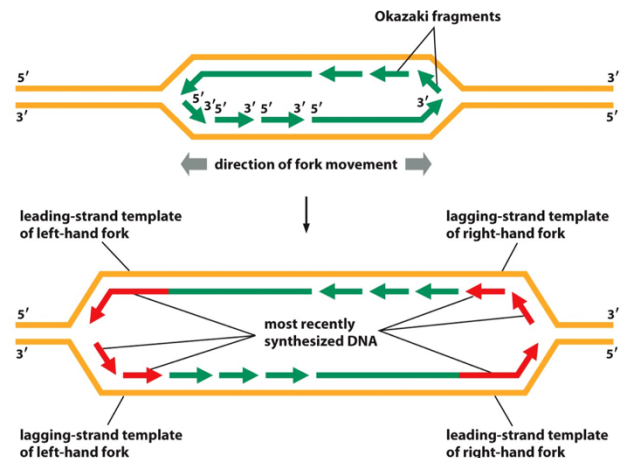 Okazaki fragments
5′ 3′
3′ 5′
5′ 3′ 5′ 3′ 5′ 3′ 5′ 3′
direction of fork movement
leading-strand template
of left-hand fork
lagging-strand template
of right-hand fork
5′ 3′
most recently
synthesized DNA
3′ 5′
lagging-strand template
of left-hand fork
leading-strand template
of right-hand fork